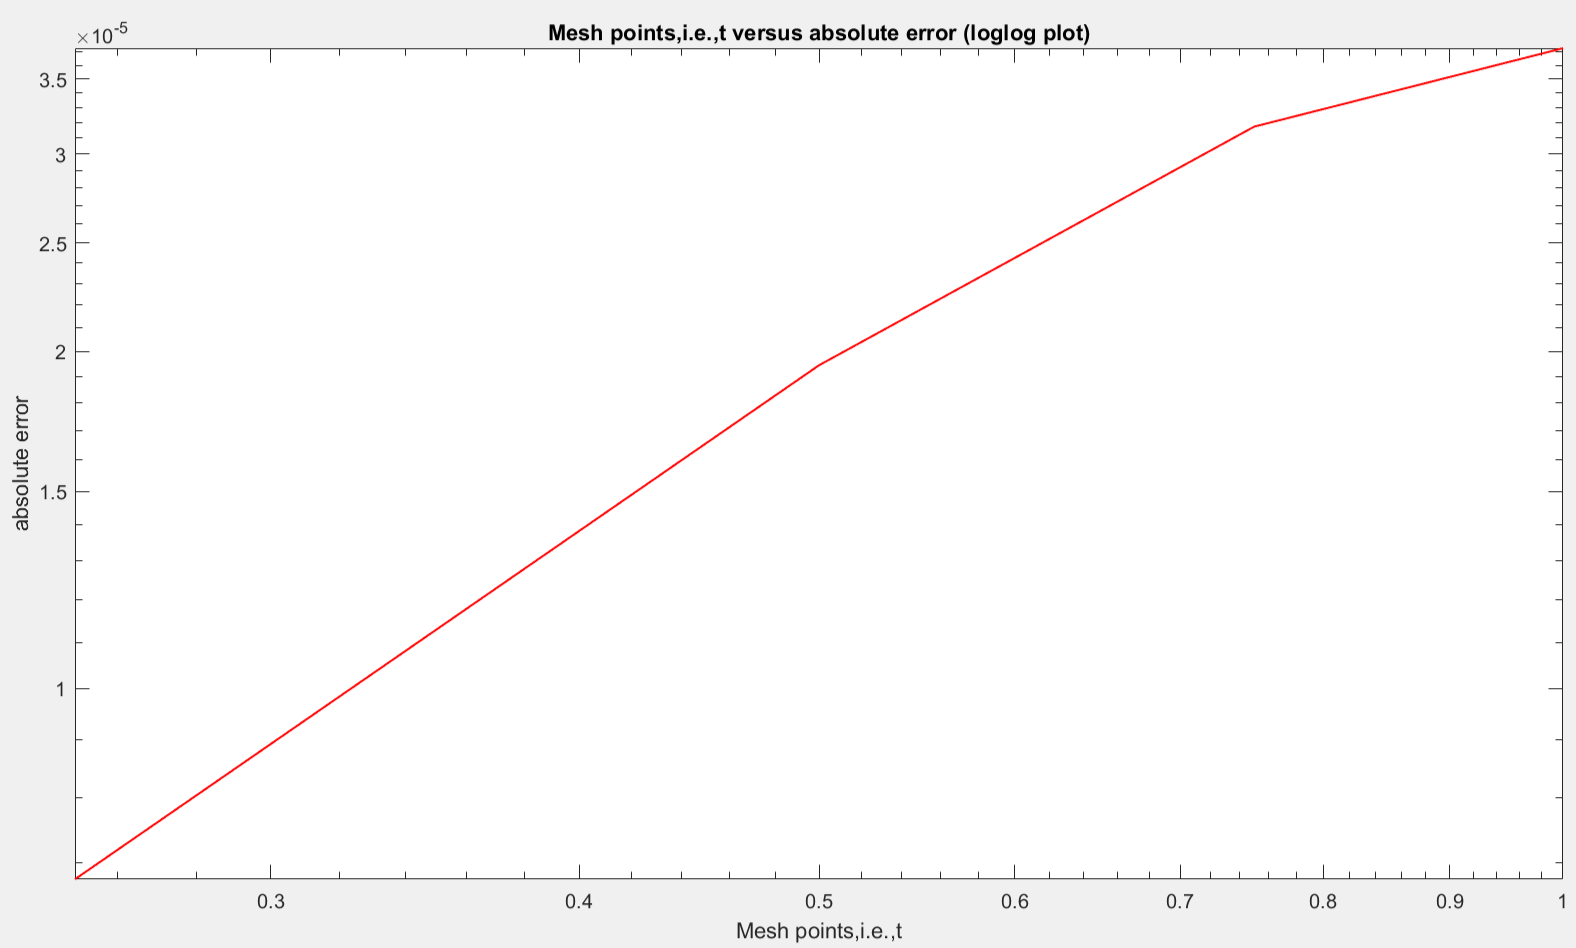 Mesh points,i.e.,t versus absolute error (loglog plot)
×10-5
3.5
3
2.5
2
1.5
1
absolute error
0.3 0.4 0.5 0.6 0.7 0.8 0.9 1
Mesh points,i.e.,t